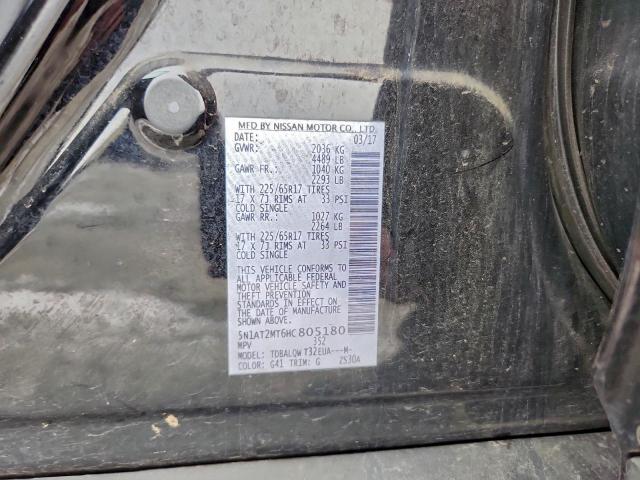 MFD BY NISSAN MOTOR CO., LTD.
DATE: 03/17
GVWR: 2036 KG
4489 LB
GAWR FR.: 1040 KG
2293 LB
WITH 225/65R17 TIRES
17 X 7J RIMS AT 33 PSI
COLD SINGLE
GAWR RR.: 1027 KG
2264 LB
WITH 225/65R17 TIRES
17 X 7J RIMS AT 33 PSI
COLD SINGLE
THIS VEHICLE CONFORMS TO
ALL APPLICABLE FEDERAL
MOTOR VEHICLE SAFETY AND
THEFT PREVENTION
STANDARDS IN EFFECT ON
THE DATE OF MANUFACTURE
SHOWN ABOVE.
5N1AT2MT6HC805180
MPV 352
MODEL: TDBALQW T32EUA---M-
COLOR: G41 TRIM: G ZS30A